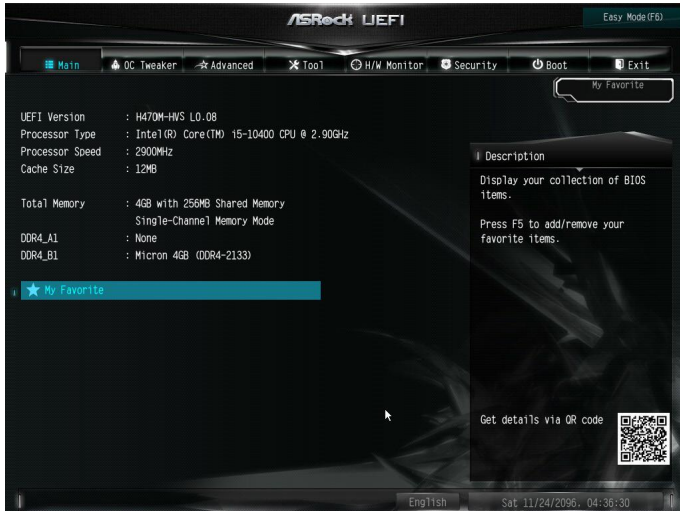 ASRock UEFI
Easy Mode(F6)
Main
OC Tweaker
Advanced
Tool
H/W Monitor
Security
Boot
Exit
My Favorite
UEFI Version : H470M-HVS L0.08
Processor Type : Intel(R) Core(TM) i5-10400 CPU @ 2.90GHz
Processor Speed : 2900MHz
Cache Size : 12MB
Total Memory : 4GB with 256MB Shared Memory
Single-Channel Memory Mode
DDR4_A1 : None
DDR4_B1 : Micron 4GB (DDR4-2133)
My Favorite
Description
Display your collection of BIOS
items.
Press F5 to add/remove your
favorite items.
Get details via QR code
English
Sat 11/24/2096. 04:36:30